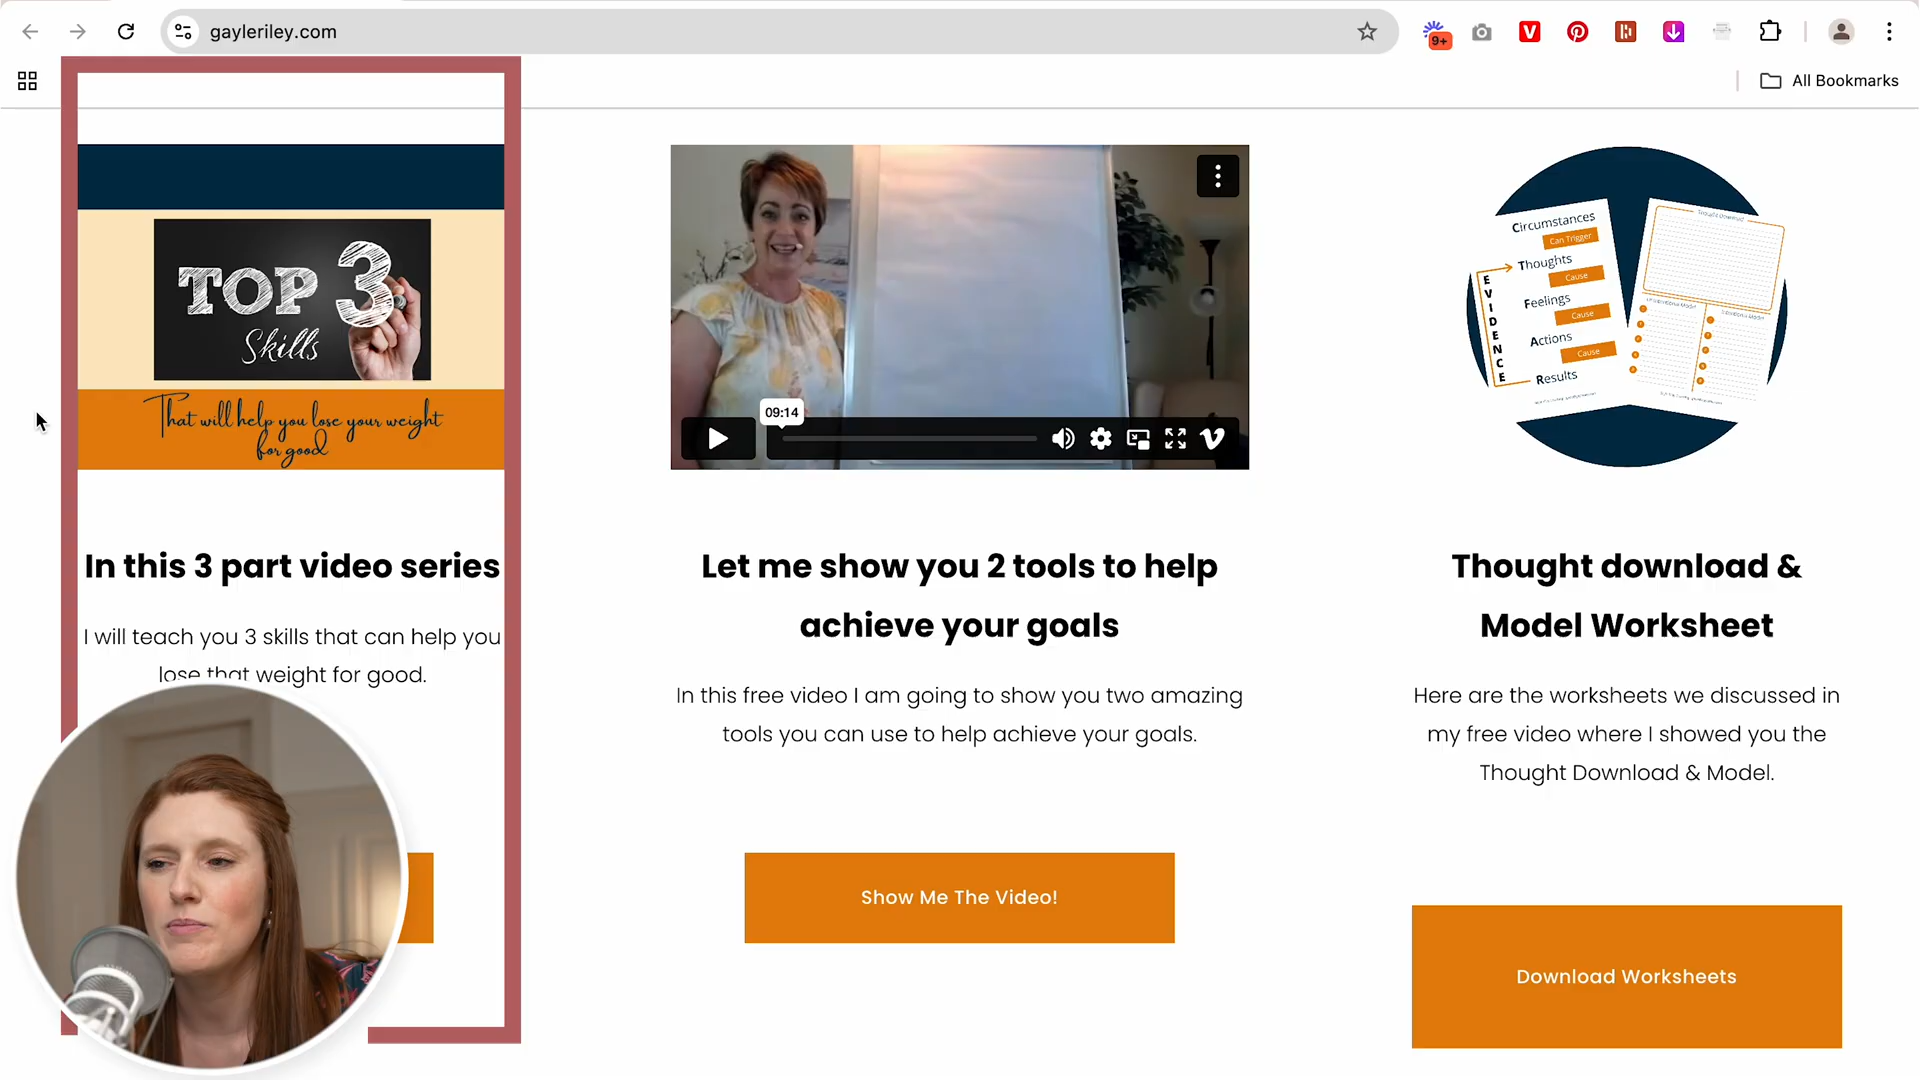 gayleriley.com
9+
All Bookmarks
TOP 3
Skills
That will help you lose your weight
for good
In this 3 part video series
I will teach you 3 skills that can help you
lose that weight for good.
09:14
Let me show you 2 tools to help
achieve your goals
In this free video I am going to show you two amazing
tools you can use to help achieve your goals.
Show Me The Video!
Circumstances
Can Trigger
Thoughts
Cause
Feelings
Cause
Actions
Cause
Results
EVIDENCE
Thought Download
Thought download &
Model Worksheet
Here are the worksheets we discussed in
my free video where I showed you the
Thought Download & Model.
Download Worksheets